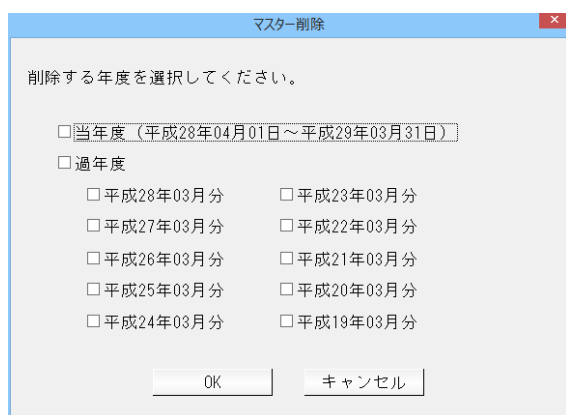 マスター削除
削除する年度を選択してください。
当年度（平成28年04月01日～平成29年03月31日）
過年度
平成28年03月分 平成23年03月分
平成27年03月分 平成22年03月分
平成26年03月分 平成21年03月分
平成25年03月分 平成20年03月分
平成24年03月分 平成19年03月分
OK キャンセル